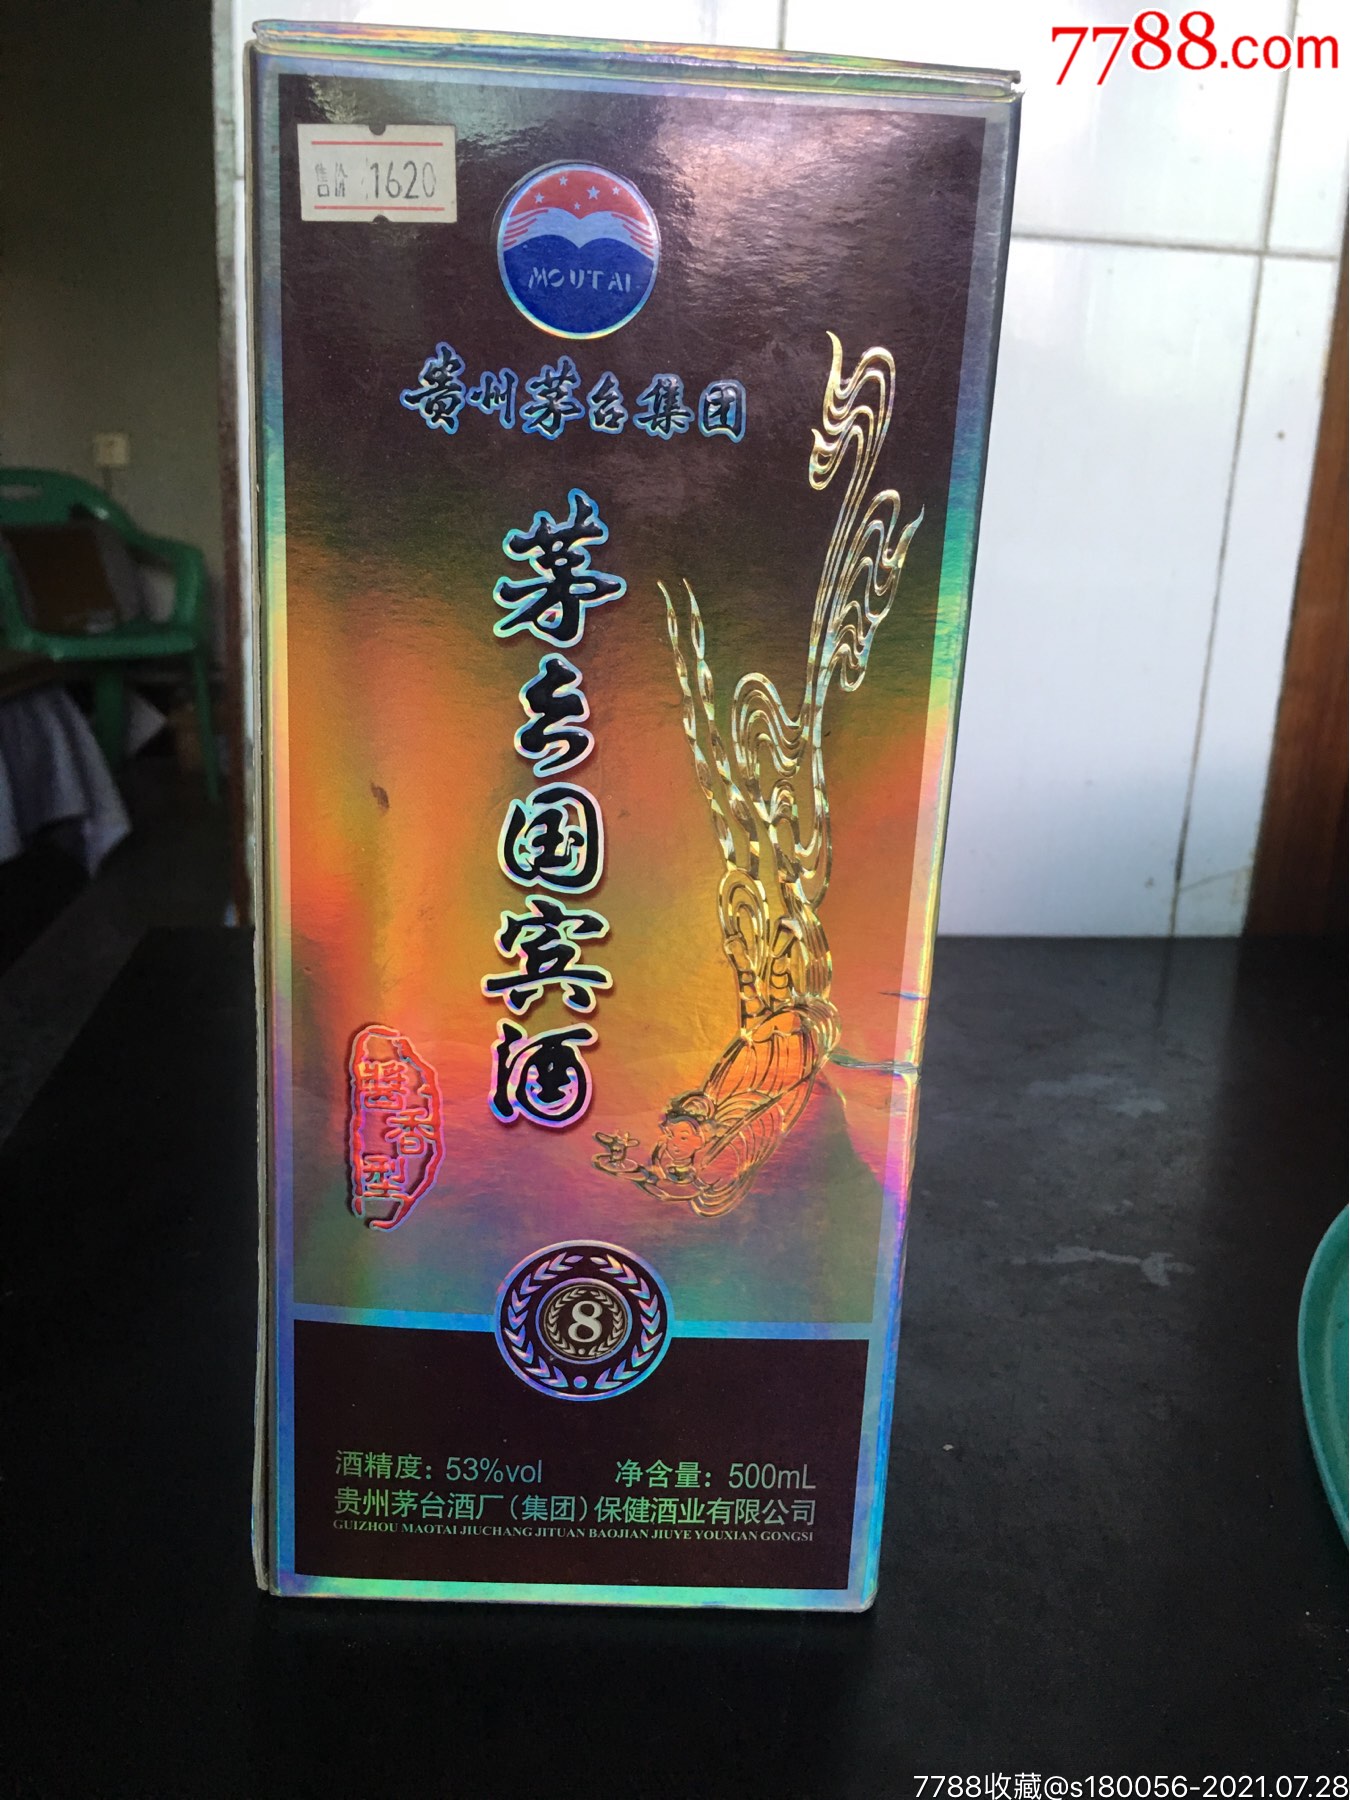 7788.com
售价 1620
MOUTAI
贵州茅台集团
茅台国宾酒
酱香型
8
酒精度：53%vol 净含量：500mL
贵州茅台酒厂（集团）保健酒业有限公司
GUIZHOU MAOTAI JIUCHANG JITUAN BAOJIAN JIUYE YOUXIAN GONGSI
7788收藏@s180056-2021.07.28